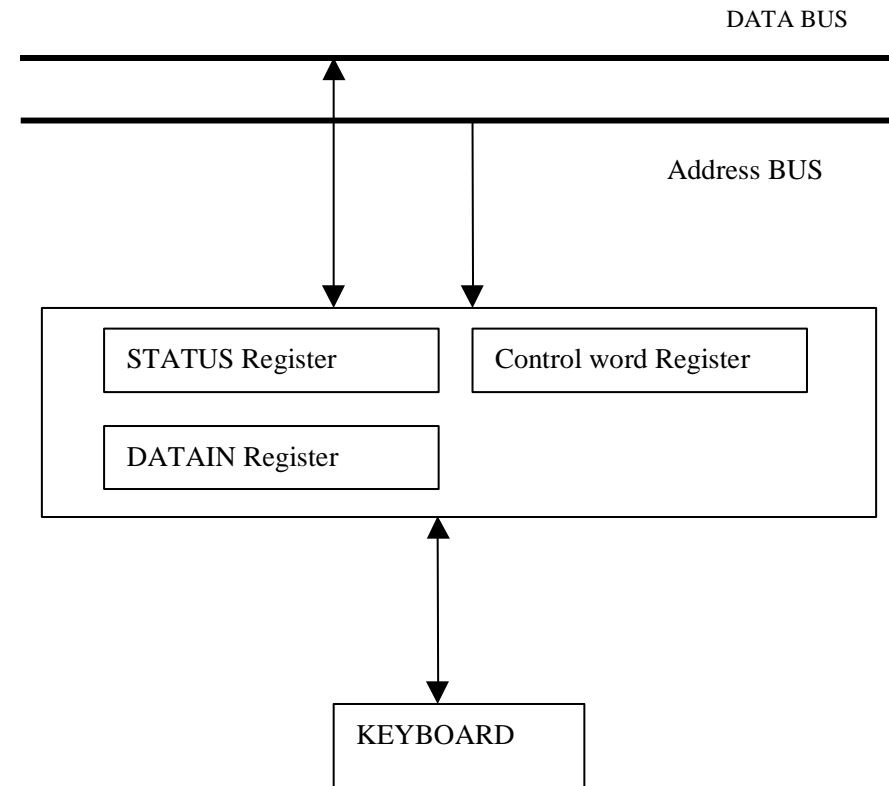 DATA BUS
Address BUS
STATUS Register
Control word Register
DATAIN Register
KEYBOARD